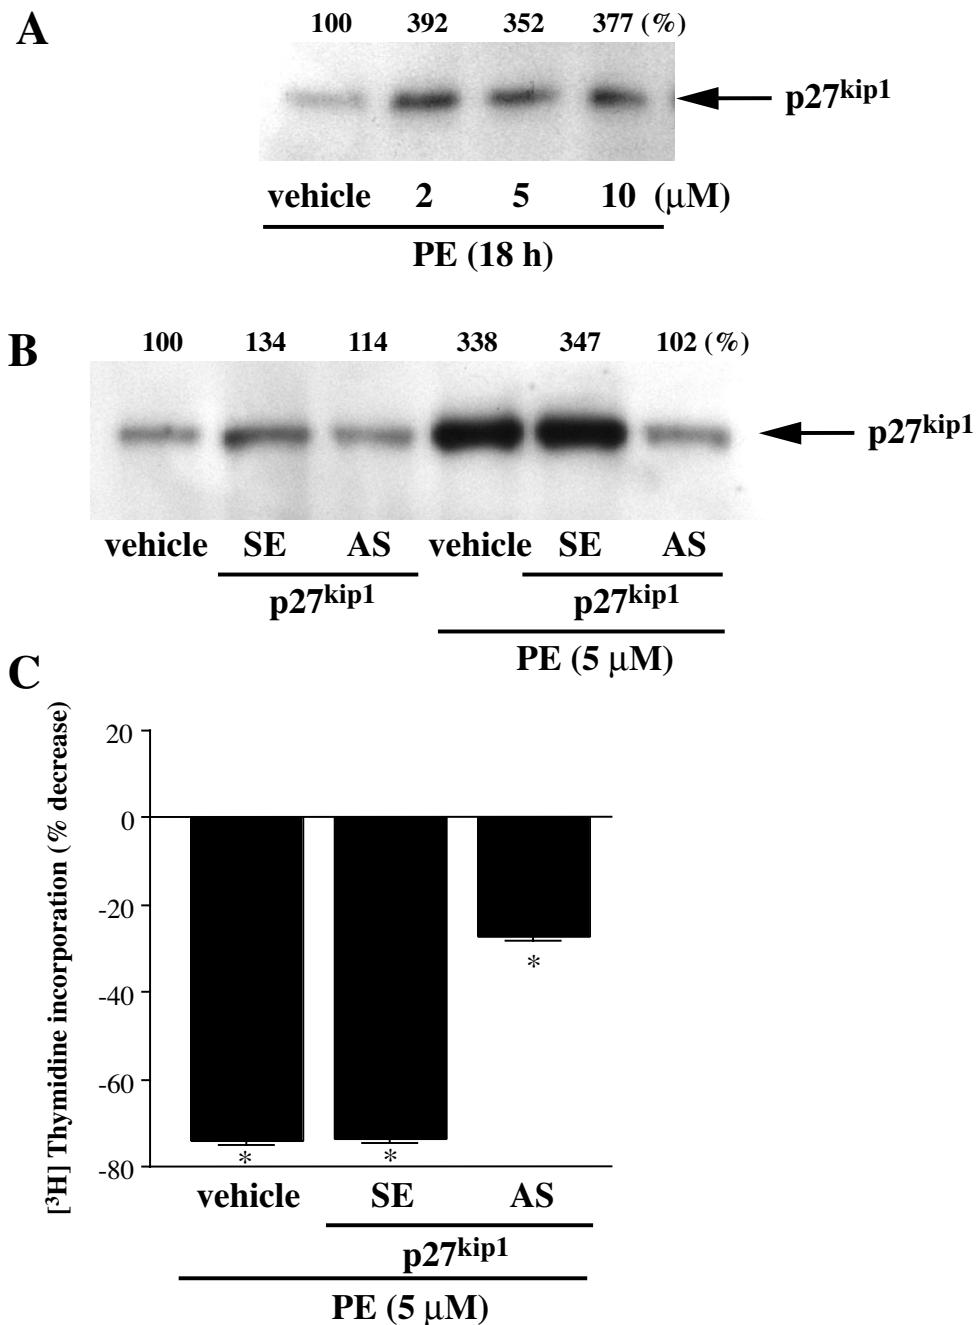 A
100 392 352 377 (%)
p27kip1
vehicle 2 5 10 (μM)
PE (18 h)
B
100 134 114 338 347 102 (%)
p27kip1
vehicle SE AS vehicle SE AS
p27kip1 p27kip1
PE (5 μM)
C
[3H] Thymidine incorporation (% decrease)
20
0
-20
-40
-60
-80
*
* *
vehicle SE AS
p27kip1
PE (5 μM)